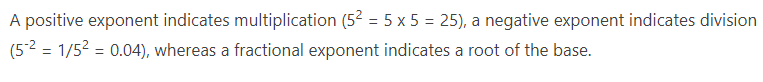 A positive exponent indicates multiplication (5² = 5 x 5 = 25), a negative exponent indicates division
(5⁻² = 1/5² = 0.04), whereas a fractional exponent indicates a root of the base.